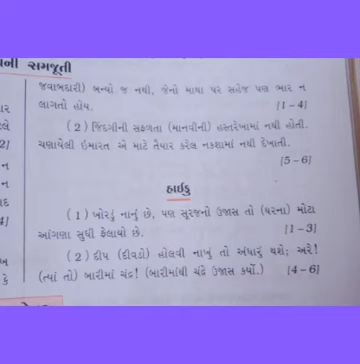 ની સમજૂતી
જવાબદારી) બન્યો જ નથી, જેનો માથા પર સહેજ પણ ભાર ન
લાગતો હોય. [1 – 4]
(2) જિંદગીની સફળતા (માનવીની) હસ્તરેખામાં નથી હોતી.
ચણાયેલી ઇમારત એ માટે તૈયાર કરેલ નકશામાં નથી દેખાતી.
[5 – 6]
હાઈકુ
(1) ખોરડું નાનું છે, પણ સૂરજનો ઉજાસ તો (ઘરના) મોટા
આંગણા સુધી ફેલાયો છે. [1 – 3]
(2) દીપ (દીવડો) હોલવી નાખું તો અંધારું થશે; અરે!
(ત્યાં તો) બારીમાં ચંદ્ર! (બારીમાંથી ચંદ્રે ઉજાસ કર્યો.) [4 – 6]